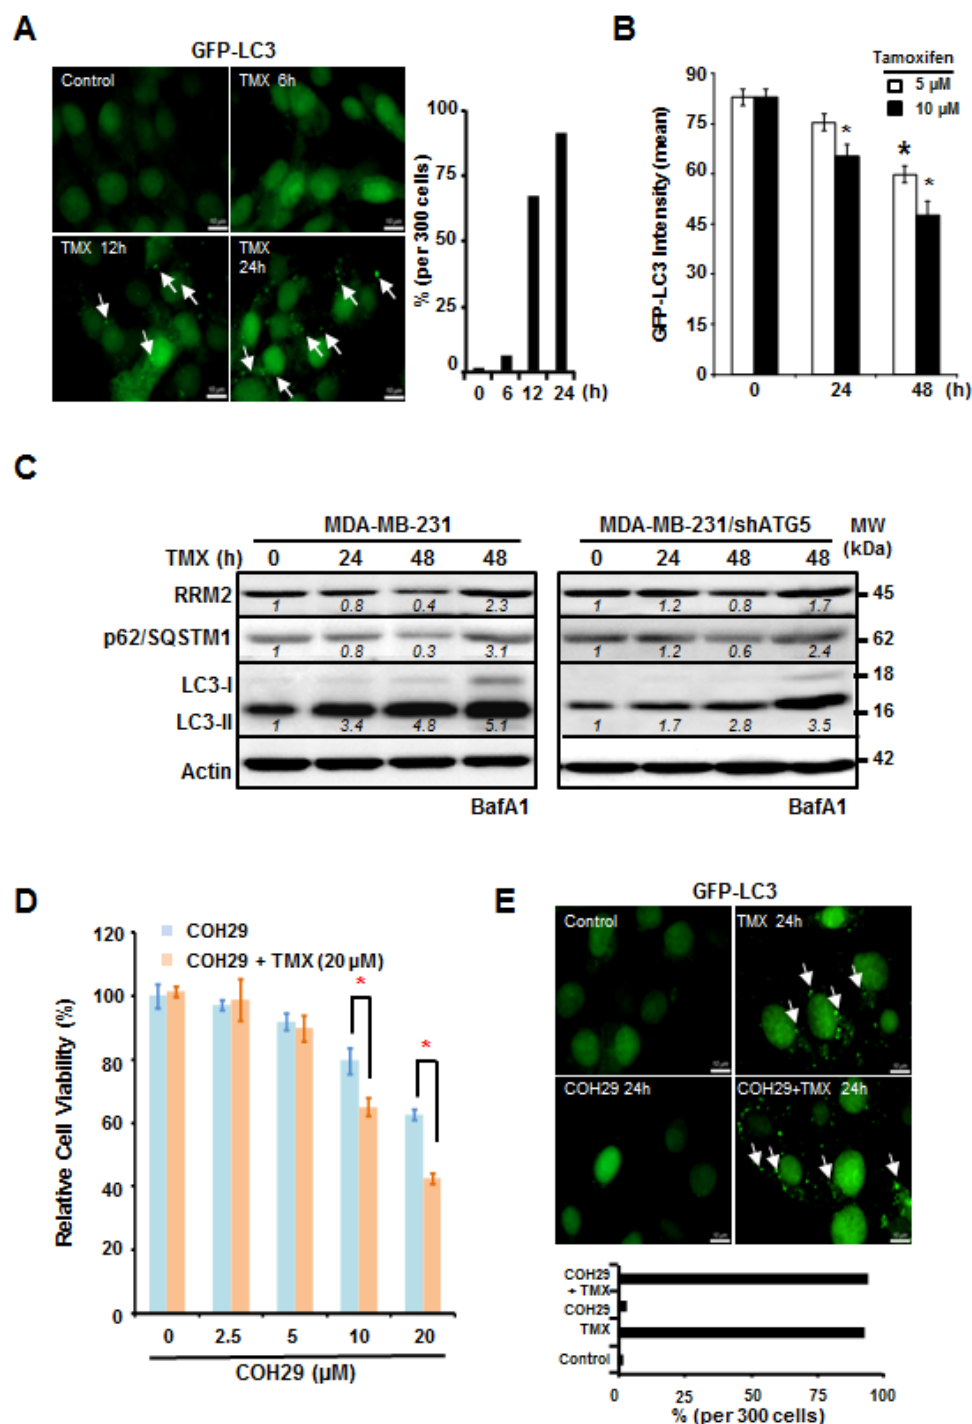 A
GFP-LC3
Control
TMX 6h
TMX 12h
TMX
24h
% (per 300 cells)
100
75
50
25
0
0 6 12 24 (h)
B
Tamoxifen
5 µM
10 µM
GFP-LC3 Intensity (mean)
90
75
60
45
30
15
0
* * *
0 24 48 (h)
C
MDA-MB-231 MDA-MB-231/shATG5 MW
(kDa)
TMX (h) 0 24 48 48 0 24 48 48
RRM2 45
1 0.8 0.4 2.3 1 1.2 0.8 1.7
p62/SQSTM1 62
1 0.8 0.3 3.1 1 1.2 0.6 2.4
LC3-I 18
LC3-II 16
1 3.4 4.8 5.1 1 1.7 2.8 3.5
Actin 42
BafA1 BafA1
D
COH29
COH29 + TMX (20 µM)
Relative Cell Viability (%)
120
100
80
60
40
20
0
* *
0 2.5 5 10 20
COH29 (µM)
E
GFP-LC3
Control
TMX 24h
COH29 24h
COH29+TMX 24h
COH29
+ TMX
COH29
TMX
Control
0 25 50 75 100
% (per 300 cells)